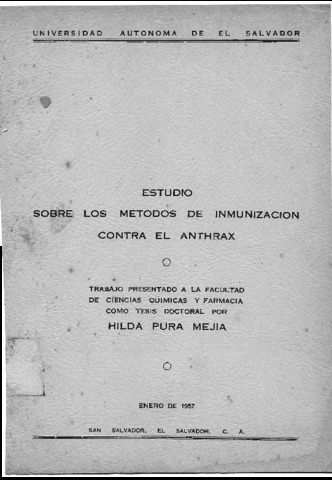 UNIVERSIDAD AUTONOMA DE EL SALVADOR
ESTUDIO
SOBRE LOS METODOS DE INMUNIZACION
CONTRA EL ANTHRAX
TRABAJO PRESENTADO A LA FACULTAD
DE CIENCIAS QUIMICAS Y FARMACIA
COMO TESIS DOCTORAL POR
HILDA PURA MEJIA
ENERO DE 1957
SAN SALVADOR, EL SALVADOR, C. A.